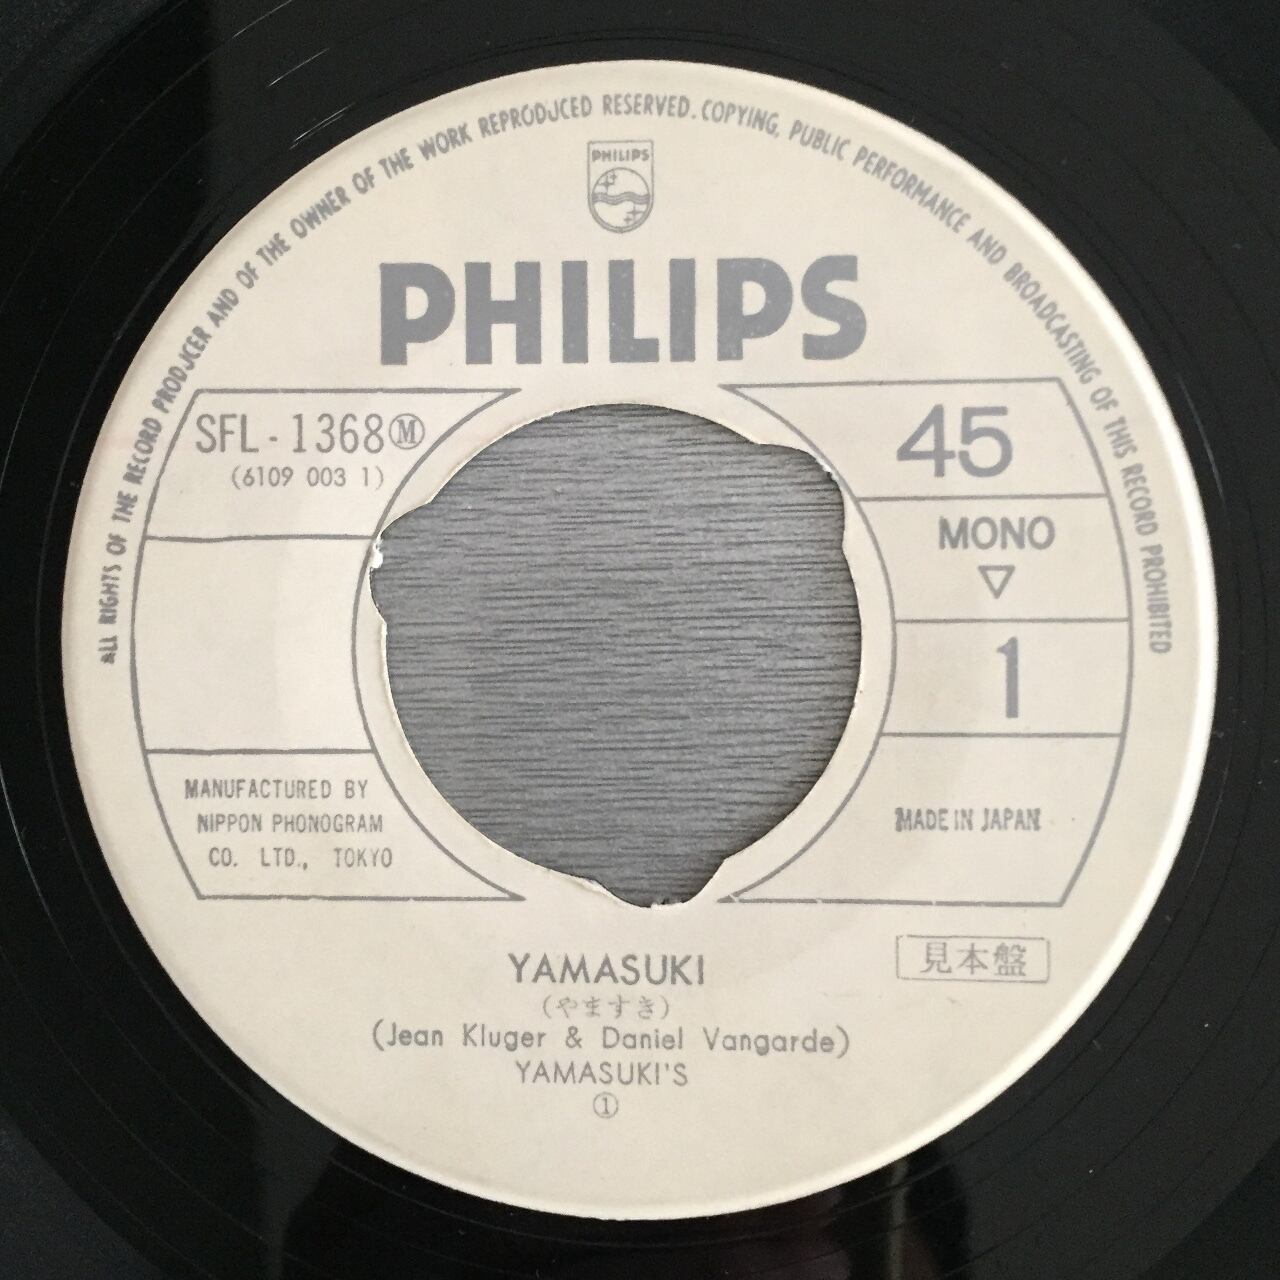 ALL RIGHTS OF THE RECORD PRODUCER AND OF THE OWNER OF THE WORK REPRODUCED RESERVED. COPYING, PUBLIC PERFORMANCE AND BROADCASTING OF THIS RECORD PROHIBITED
PHILIPS
PHILIPS
SFL-1368Ⓜ
(6109 003 1)
45
MONO
▽
1
MANUFACTURED BY
NIPPON PHONOGRAM
CO. LTD., TOKYO
MADE IN JAPAN
見本盤
YAMASUKI
(やますき)
(Jean Kluger & Daniel Vangarde)
YAMASUKI'S
①